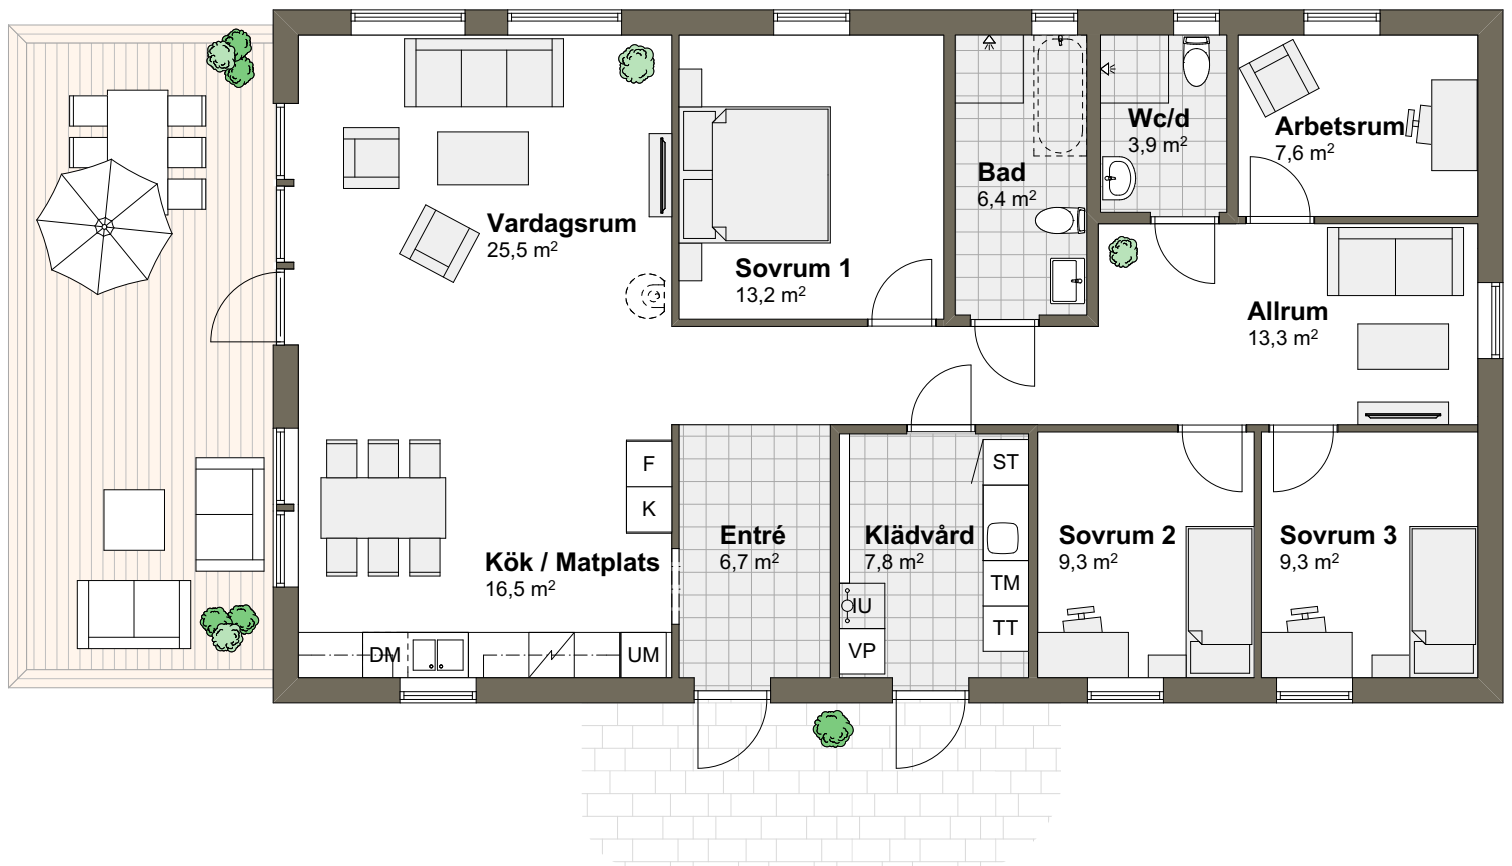 Vardagsrum
25,5 m²
Sovrum 1
13,2 m²
Bad
6,4 m²
Wc/d
3,9 m²
Arbetsrum
7,6 m²
Allrum
13,3 m²
F
K
Kök / Matplats
16,5 m²
DM
UM
Entré
6,7 m²
Klädvård
7,8 m²
ST
TM
TT
IU
VP
Sovrum 2
9,3 m²
Sovrum 3
9,3 m²